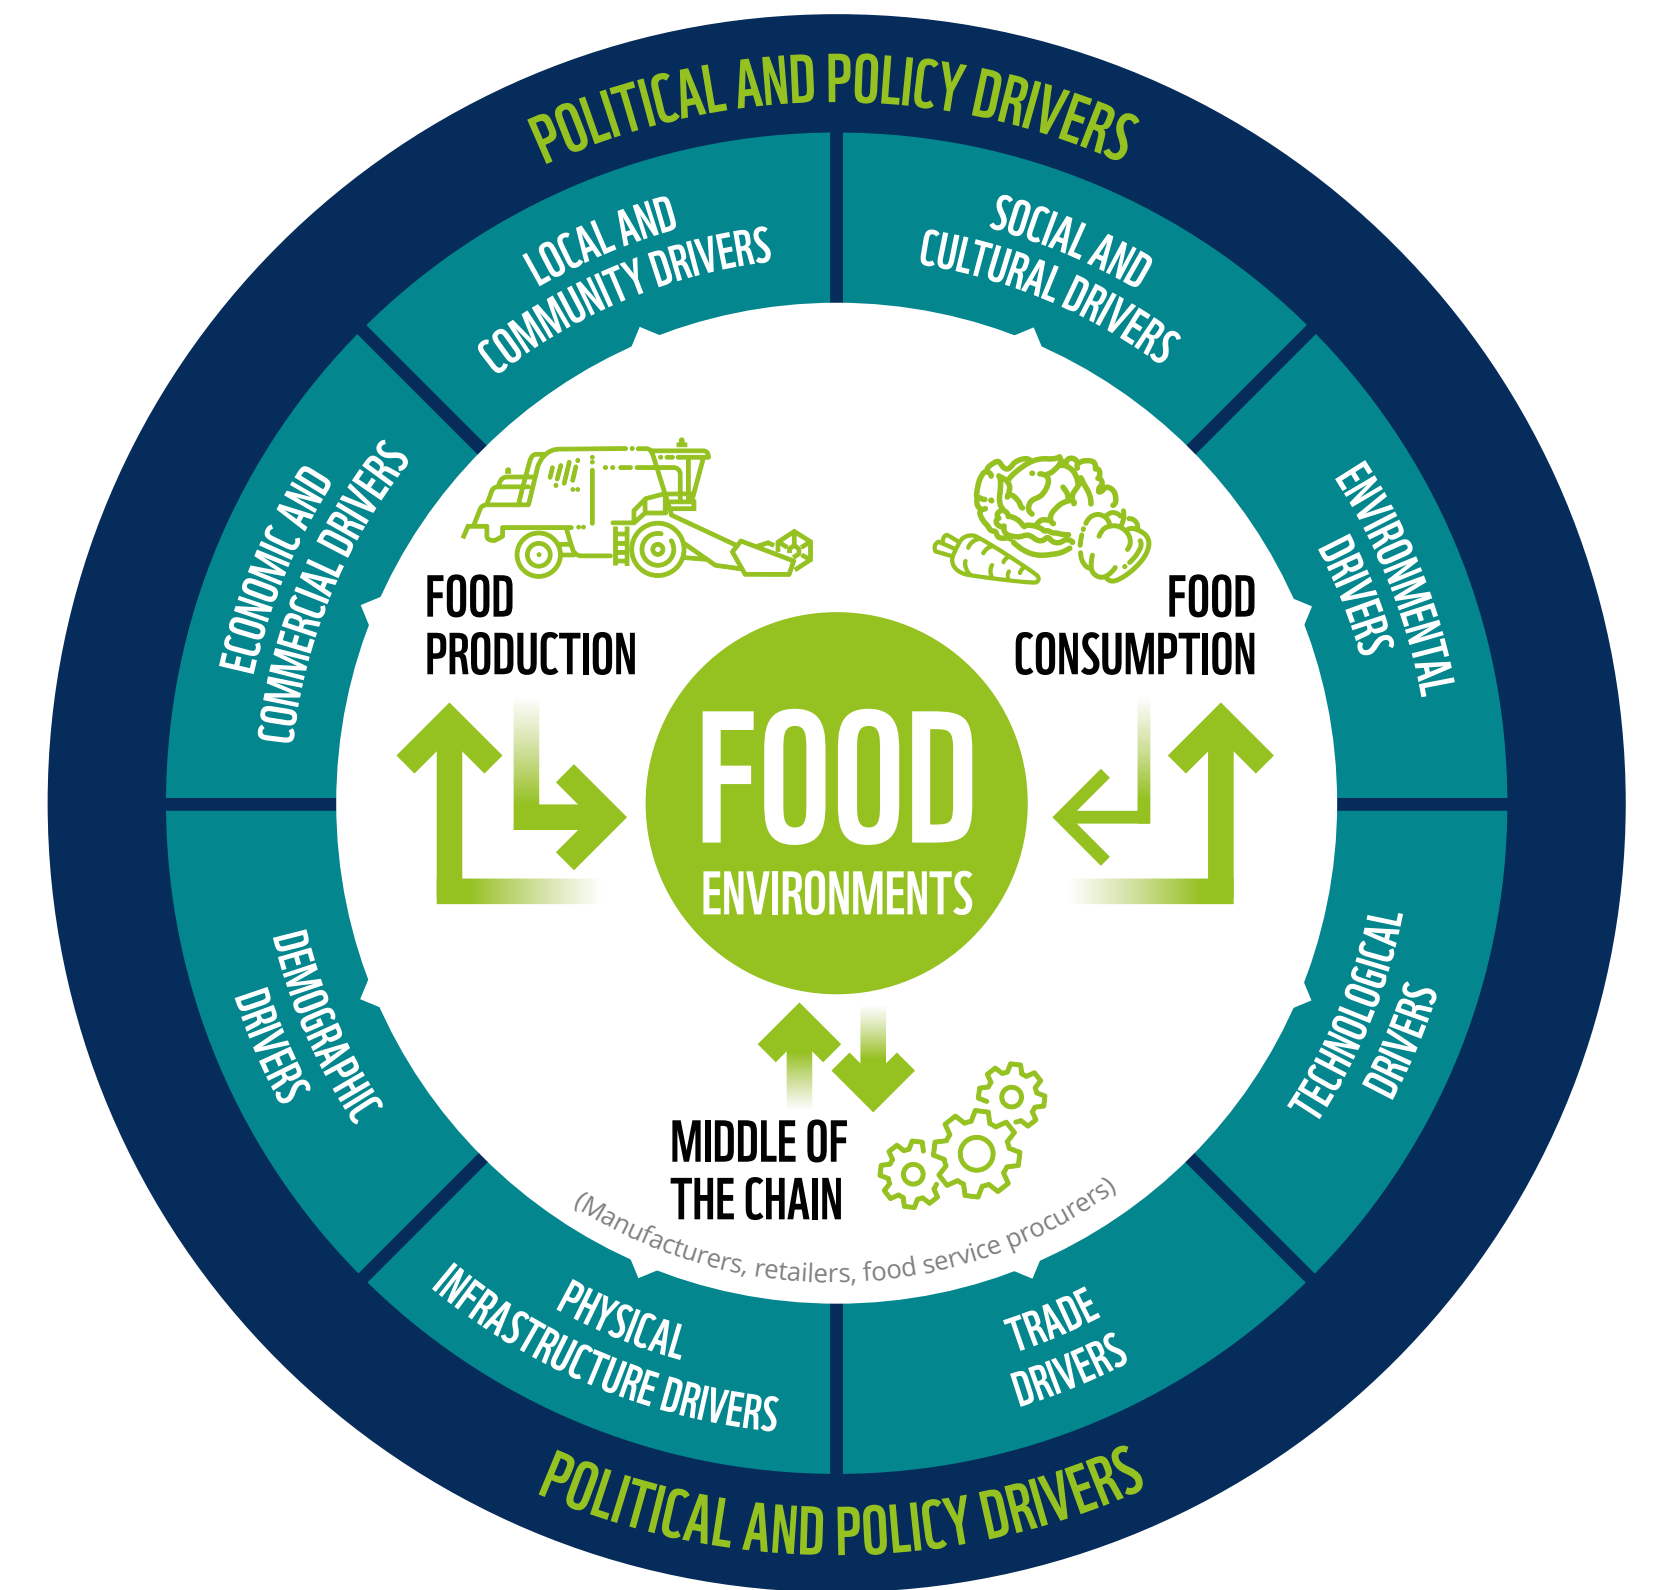 POLITICAL AND POLICY DRIVERS
LOCAL AND
COMMUNITY DRIVERS
SOCIAL AND
CULTURAL DRIVERS
ECONOMIC AND
COMMERCIAL DRIVERS
ENVIRONMENTAL
DRIVERS
FOOD
PRODUCTION
FOOD
CONSUMPTION
FOOD
ENVIRONMENTS
DEMOGRAPHIC
DRIVERS
TECHNOLOGICAL
DRIVERS
MIDDLE OF
THE CHAIN
(Manufacturers, retailers, food service procurers)
PHYSICAL
INFRASTRUCTURE DRIVERS
TRADE
DRIVERS
POLITICAL AND POLICY DRIVERS